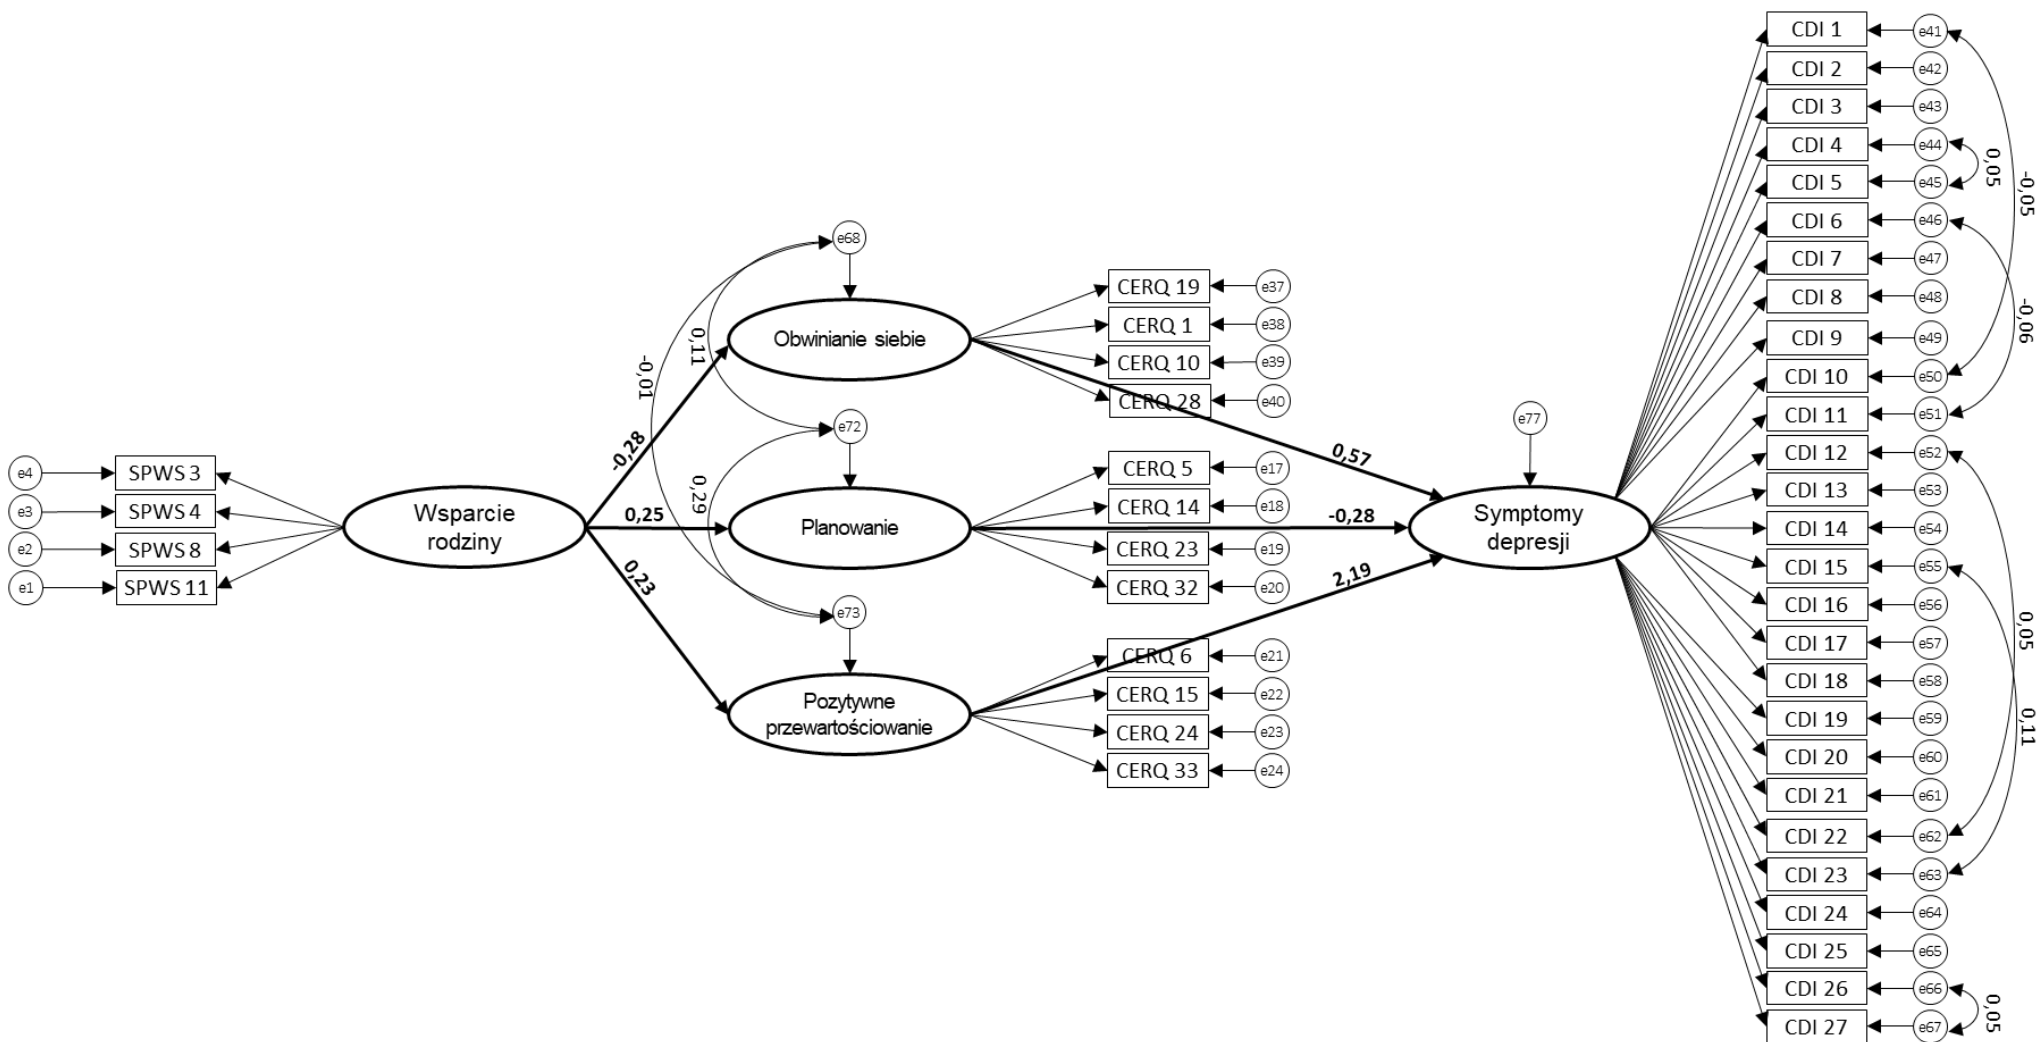 e4
SPWS 3
e3
SPWS 4
e2
SPWS 8
e1
SPWS 11
Wsparcie
rodziny
-0,28
0,25
0,23
-0,01
0,11
0,29
e68
Obwinianie siebie
e72
Planowanie
e73
Pozytywne
przewartościowanie
CERQ 19
e37
CERQ 1
e38
CERQ 10
e39
CERQ 28
e40
CERQ 5
e17
CERQ 14
e18
CERQ 23
e19
CERQ 32
e20
CERQ 6
e21
CERQ 15
e22
CERQ 24
e23
CERQ 33
e24
0,57
-0,28
2,19
e77
Symptomy
depresji
CDI 1
e41
CDI 2
e42
CDI 3
e43
CDI 4
e44
CDI 5
e45
CDI 6
e46
CDI 7
e47
CDI 8
e48
CDI 9
e49
CDI 10
e50
CDI 11
e51
CDI 12
e52
CDI 13
e53
CDI 14
e54
CDI 15
e55
CDI 16
e56
CDI 17
e57
CDI 18
e58
CDI 19
e59
CDI 20
e60
CDI 21
e61
CDI 22
e62
CDI 23
e63
CDI 24
e64
CDI 25
e65
CDI 26
e66
CDI 27
e67
0,05
-0,05
-0,06
0,05
0,11
0,05